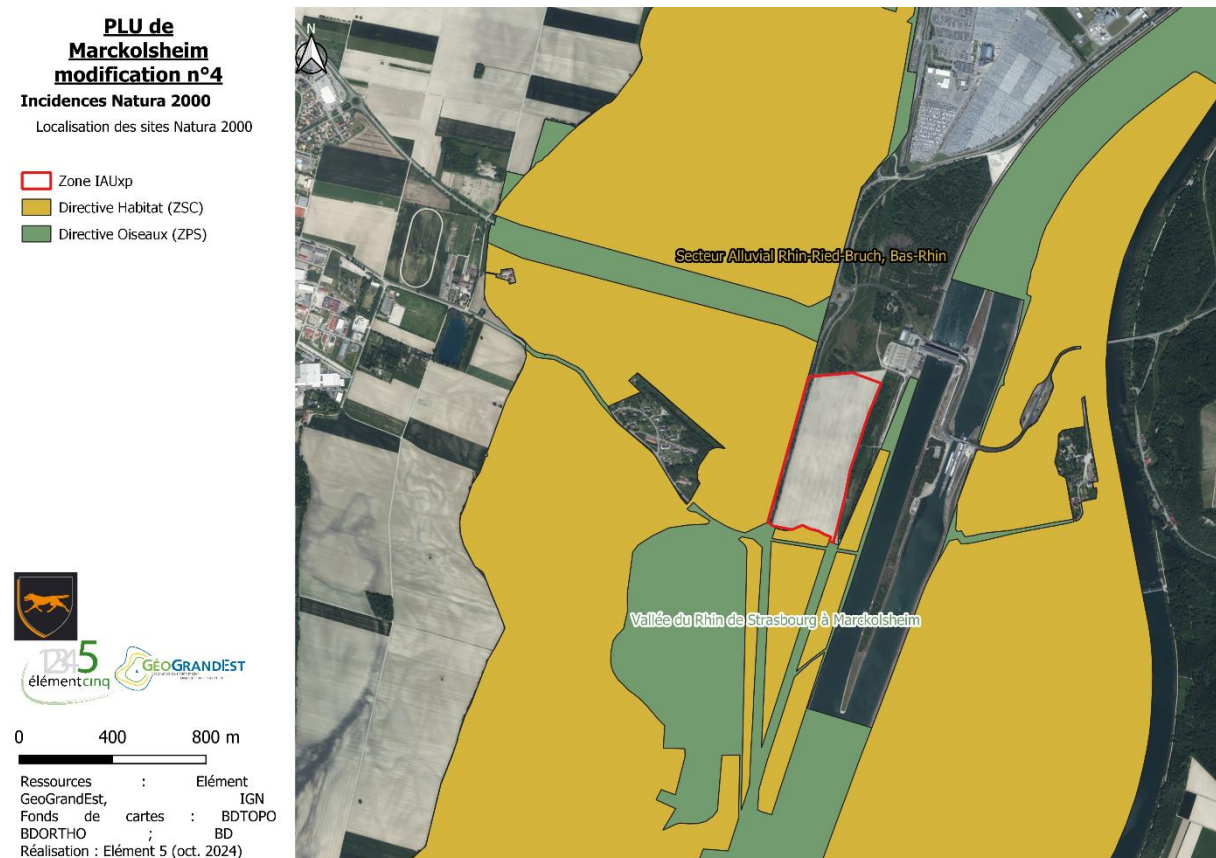 PLU de
Marckolsheim
modification n°4
Incidences Natura 2000
Localisation des sites Natura 2000
Zone IAUxp
Directive Habitat (ZSC)
Directive Oiseaux (ZPS)
N
Secteur Alluvial Rhin-Ried-Bruch, Bas-Rhin
Vallée du Rhin de Strasbourg à Marckolsheim
12345
élémentcinq
GÉOGRANDEST
0 400 800 m
Ressources : Elément
GeoGrandEst, IGN
Fonds de cartes : BDTOPO
BDORTHO ; BD
Réalisation : Elément 5 (oct. 2024)